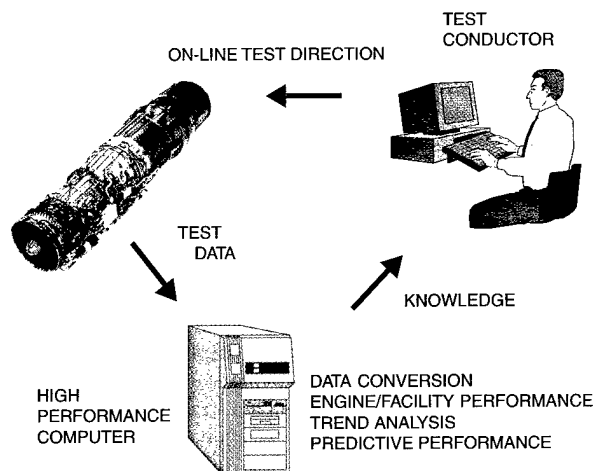 TEST
CONDUCTOR
ON-LINE TEST DIRECTION
TEST
DATA
KNOWLEDGE
HIGH
PERFORMANCE
COMPUTER
DATA CONVERSION
ENGINE/FACILITY PERFORMANCE
TREND ANALYSIS
PREDICTIVE PERFORMANCE